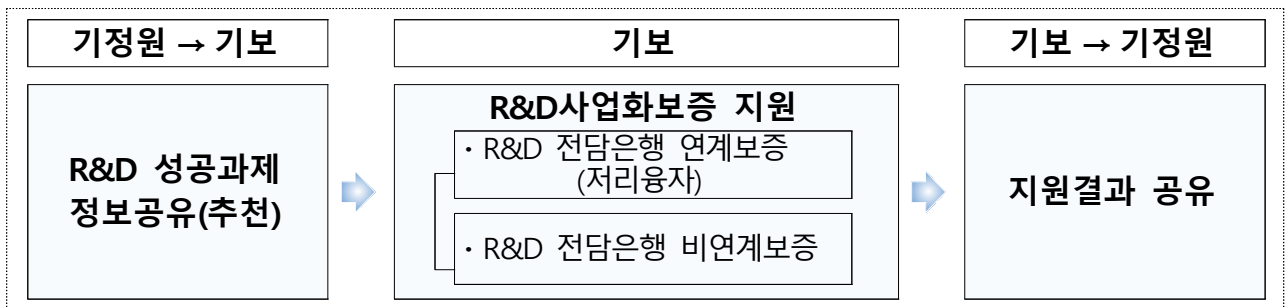 기정원 → 기보
기보
기보 → 기정원
R&D 성공과제
정보공유(추천)
R&D사업화보증 지원
· R&D 전담은행 연계보증
(저리융자)
· R&D 전담은행 비연계보증
지원결과 공유